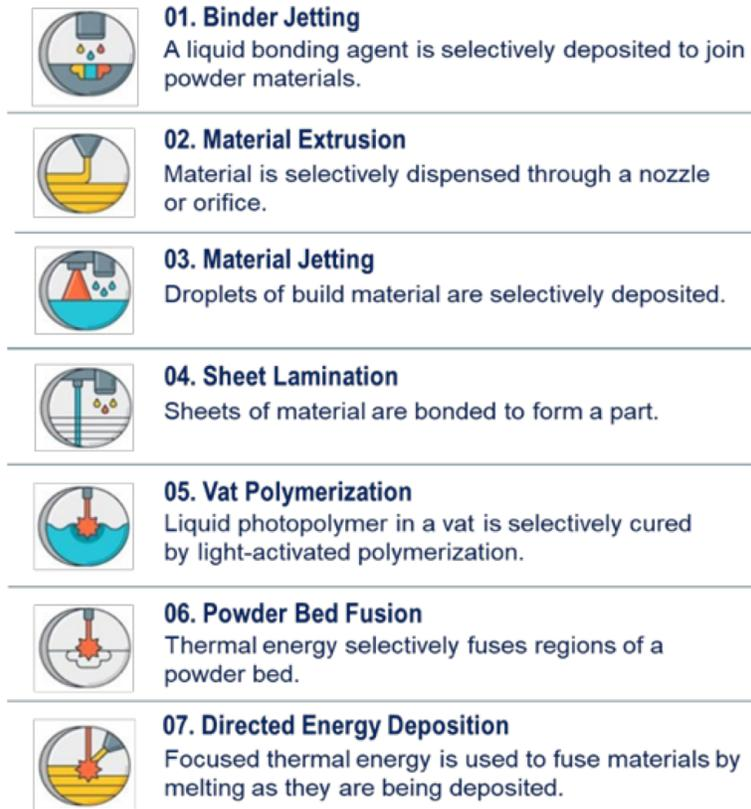 01. Binder Jetting
A liquid bonding agent is selectively deposited to join
powder materials.
02. Material Extrusion
Material is selectively dispensed through a nozzle
or orifice.
03. Material Jetting
Droplets of build material are selectively deposited.
04. Sheet Lamination
Sheets of material are bonded to form a part.
05. Vat Polymerization
Liquid photopolymer in a vat is selectively cured
by light-activated polymerization.
06. Powder Bed Fusion
Thermal energy selectively fuses regions of a
powder bed.
07. Directed Energy Deposition
Focused thermal energy is used to fuse materials by
melting as they are being deposited.